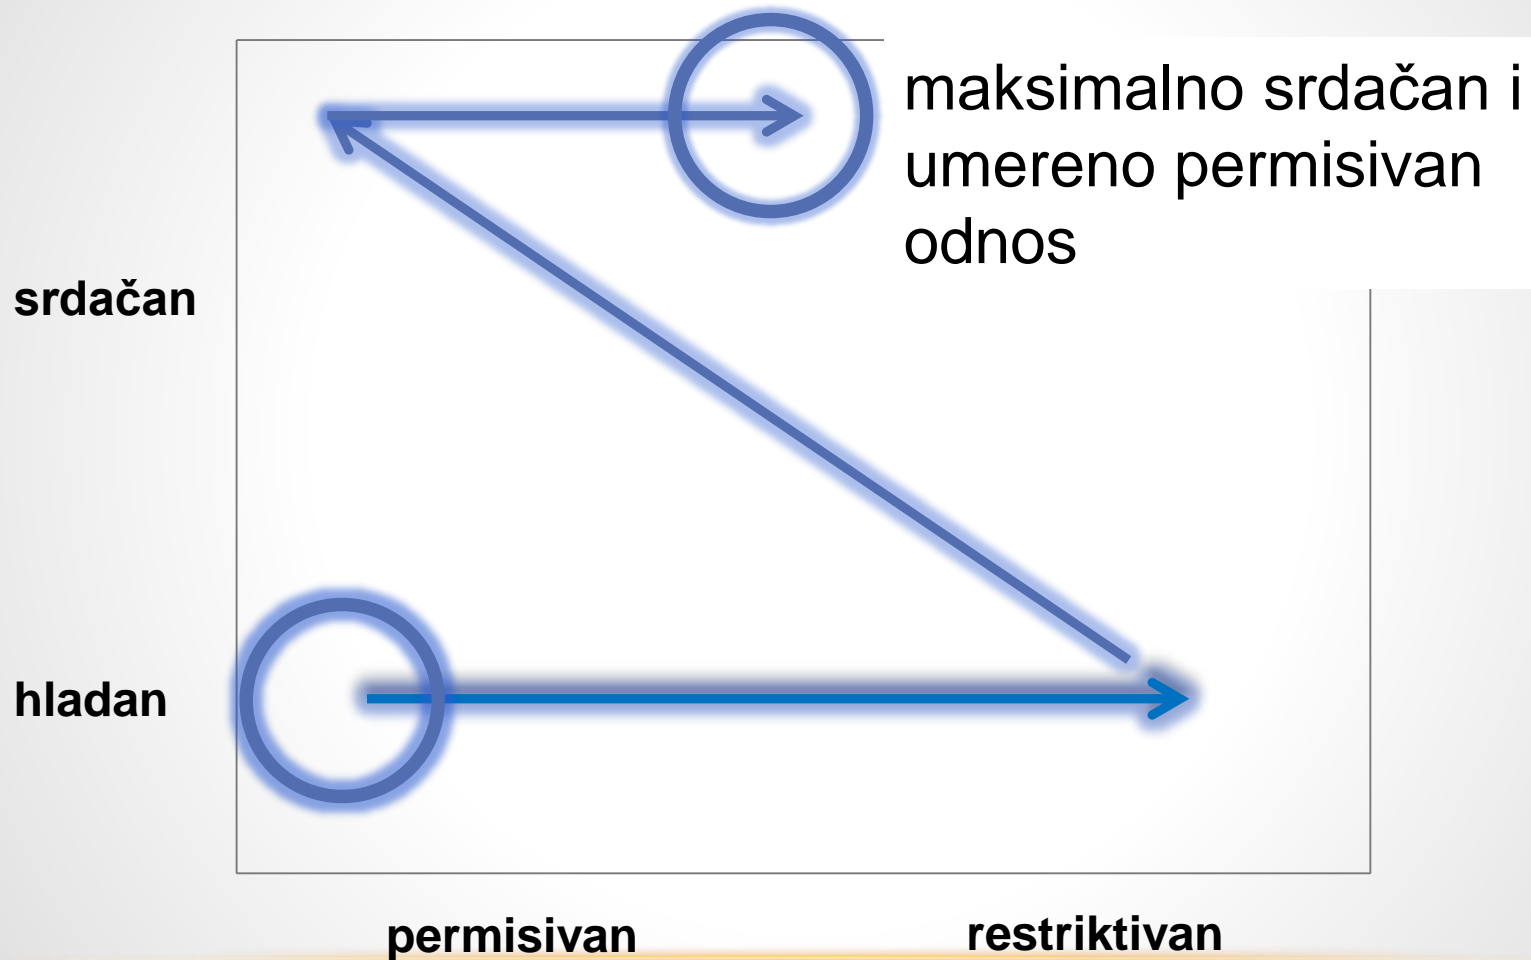 maksimalno srdačan i
umereno permisivan
odnos
srdačan
hladan
permisivan
restriktivan